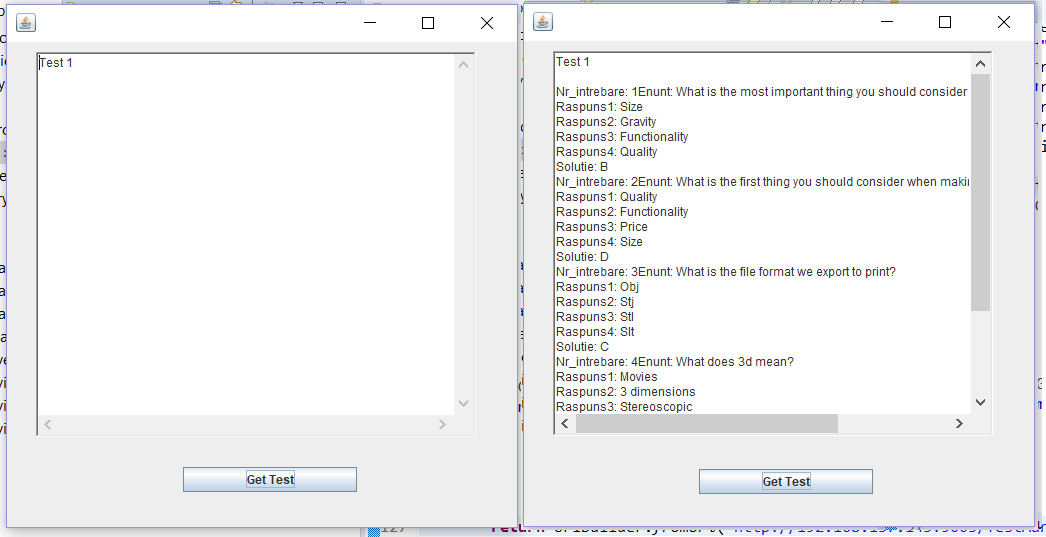 Test 1
Get Test
Test 1
Nr_intrebare: 1Enunt: What is the most important thing you should consider
Raspuns1: Size
Raspuns2: Gravity
Raspuns3: Functionality
Raspuns4: Quality
Solutie: B
Nr_intrebare: 2Enunt: What is the first thing you should consider when
Raspuns1: Quality
Raspuns2: Functionality
Raspuns3: Price
Raspuns4: Size
Solutie: D
Nr_intrebare: 3Enunt: What is the file format we export to print?
Raspuns1: Obj
Raspuns2: Stj
Raspuns3: Stl
Raspuns4: Slt
Solutie: C
Nr_intrebare: 4Enunt: What does 3d mean?
Raspuns1: Movies
Raspuns2: 3 dimensions
Raspuns3: Stereoscopic
Get Test
127